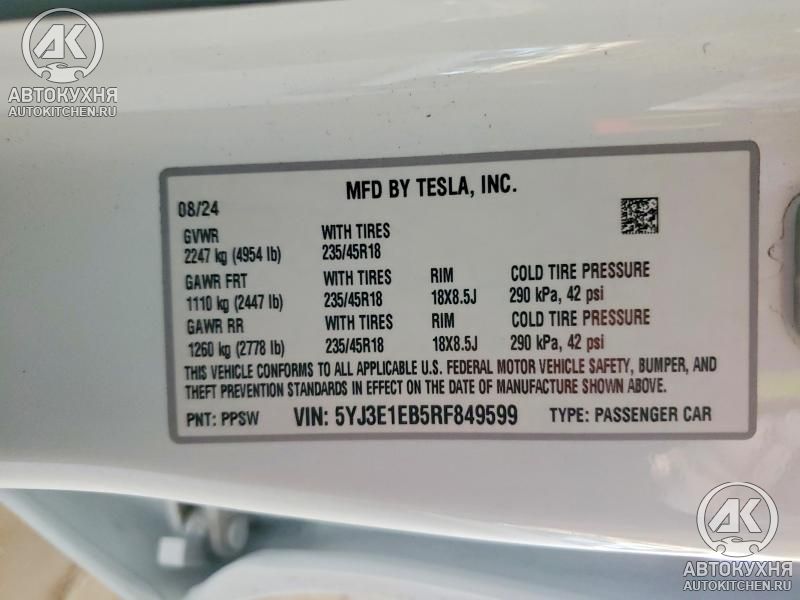 AK
АВТОКУХНЯ
AUTOKITCHEN.RU
MFD BY TESLA, INC.
08/24
GVWR WITH TIRES
2247 kg (4954 lb) 235/45R18
GAWR FRT WITH TIRES RIM COLD TIRE PRESSURE
1110 kg (2447 lb) 235/45R18 18X8.5J 290 kPa, 42 psi
GAWR RR WITH TIRES RIM COLD TIRE PRESSURE
1260 kg (2778 lb) 235/45R18 18X8.5J 290 kPa, 42 psi
THIS VEHICLE CONFORMS TO ALL APPLICABLE U.S. FEDERAL MOTOR VEHICLE SAFETY, BUMPER, AND
THEFT PREVENTION STANDARDS IN EFFECT ON THE DATE OF MANUFACTURE SHOWN ABOVE.
PNT: PPSW VIN: 5YJ3E1EB5RF849599 TYPE: PASSENGER CAR
AK
АВТОКУХНЯ
AUTOKITCHEN.RU